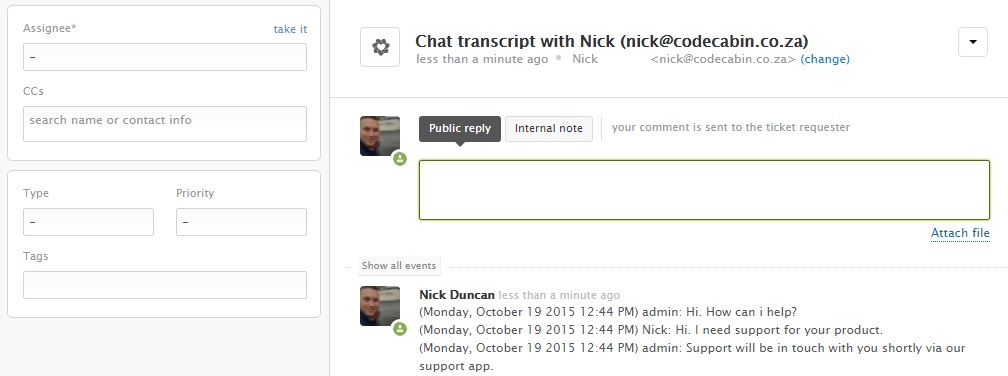 Assignee* take it
-
CCs
search name or contact info
Type Priority
- -
Tags
Chat transcript with Nick (nick@codecabin.co.za)
less than a minute ago Nick <nick@codecabin.co.za> (change)
Public reply Internal note your comment is sent to the ticket requester
Attach file
Show all events
Nick Duncan less than a minute ago
(Monday, October 19 2015 12:44 PM) admin: Hi. How can i help?
(Monday, October 19 2015 12:44 PM) Nick: Hi. I need support for your product.
(Monday, October 19 2015 12:44 PM) admin: Support will be in touch with you shortly via our
support app.